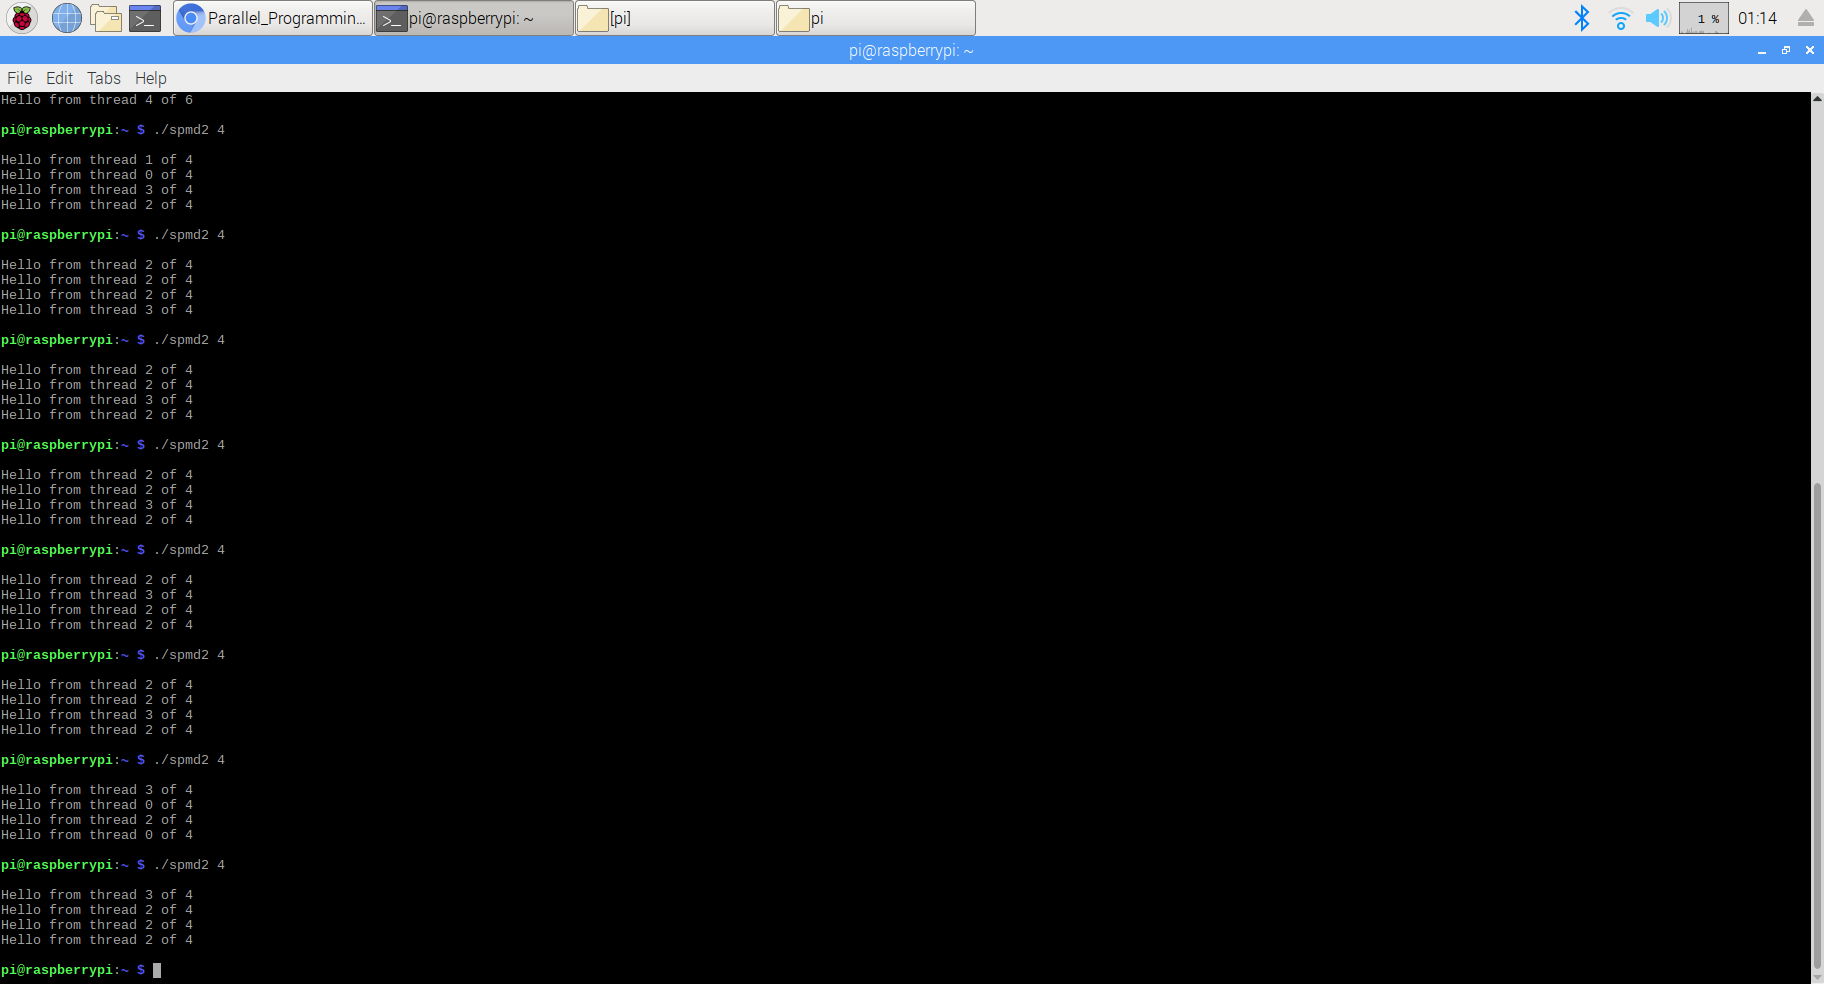 Parallel_Programmin... pi@raspberrypi: ~ [pi] pi 1 % 01:14
pi@raspberrypi: ~
File Edit Tabs Help
Hello from thread 4 of 6
pi@raspberrypi:~ $ ./spmd2 4
Hello from thread 1 of 4
Hello from thread 0 of 4
Hello from thread 3 of 4
Hello from thread 2 of 4
pi@raspberrypi:~ $ ./spmd2 4
Hello from thread 2 of 4
Hello from thread 2 of 4
Hello from thread 2 of 4
Hello from thread 3 of 4
pi@raspberrypi:~ $ ./spmd2 4
Hello from thread 2 of 4
Hello from thread 2 of 4
Hello from thread 3 of 4
Hello from thread 2 of 4
pi@raspberrypi:~ $ ./spmd2 4
Hello from thread 2 of 4
Hello from thread 2 of 4
Hello from thread 3 of 4
Hello from thread 2 of 4
pi@raspberrypi:~ $ ./spmd2 4
Hello from thread 2 of 4
Hello from thread 3 of 4
Hello from thread 2 of 4
Hello from thread 2 of 4
pi@raspberrypi:~ $ ./spmd2 4
Hello from thread 2 of 4
Hello from thread 2 of 4
Hello from thread 3 of 4
Hello from thread 2 of 4
pi@raspberrypi:~ $ ./spmd2 4
Hello from thread 3 of 4
Hello from thread 0 of 4
Hello from thread 2 of 4
Hello from thread 0 of 4
pi@raspberrypi:~ $ ./spmd2 4
Hello from thread 3 of 4
Hello from thread 2 of 4
Hello from thread 2 of 4
Hello from thread 2 of 4
pi@raspberrypi:~ $